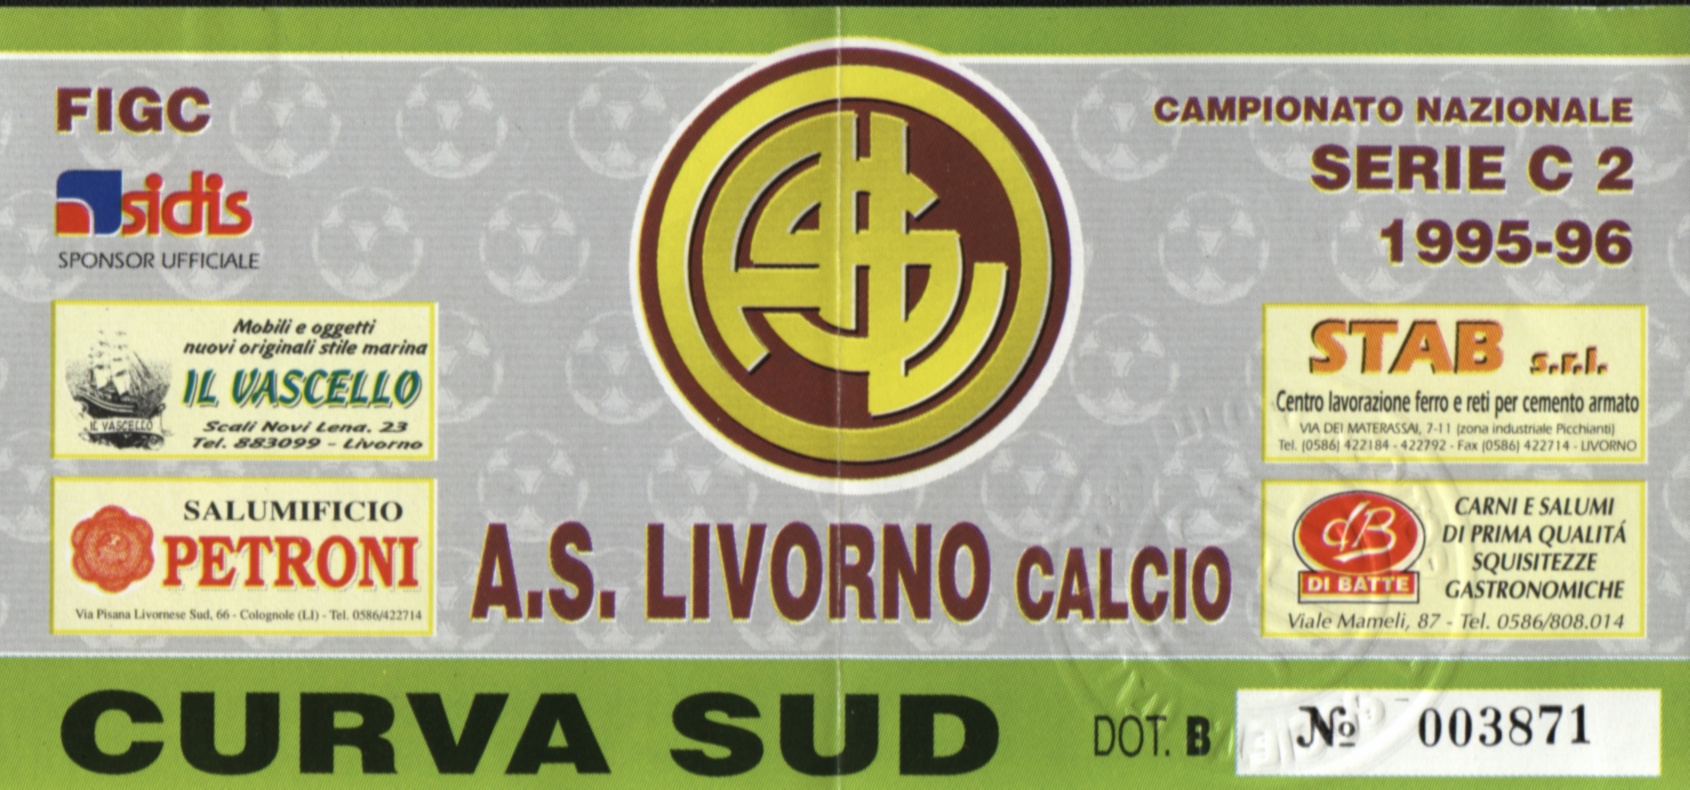 FIGC
sidis
SPONSOR UFFICIALE
CAMPIONATO NAZIONALE
SERIE C 2
1995-96
Mobili e oggetti
nuovi originali stile marina
IL VASCELLO
Scali Novi Lena. 23
Tel. 883099 - Livorno
IL VASCELLO
SALUMIFICIO
PETRONI
Via Pisana Livornese Sud, 66 - Colognole (LI) - Tel. 0586/422714
A.S. LIVORNO CALCIO
STAB s.r.l.
Centro lavorazione ferro e reti per cemento armato
VIA DEI MATERASSAI, 7-11 (zona industriale Picchianti)
Tel. (0586) 422184 - 422792 - Fax (0586) 422714 - LIVORNO
dB
DI BATTE
CARNI E SALUMI
DI PRIMA QUALITÁ
SQUISITEZZE
GASTRONOMICHE
Viale Mameli, 87 - Tel. 0586/808.014
CURVA SUD
DOT. B
Nº 003871